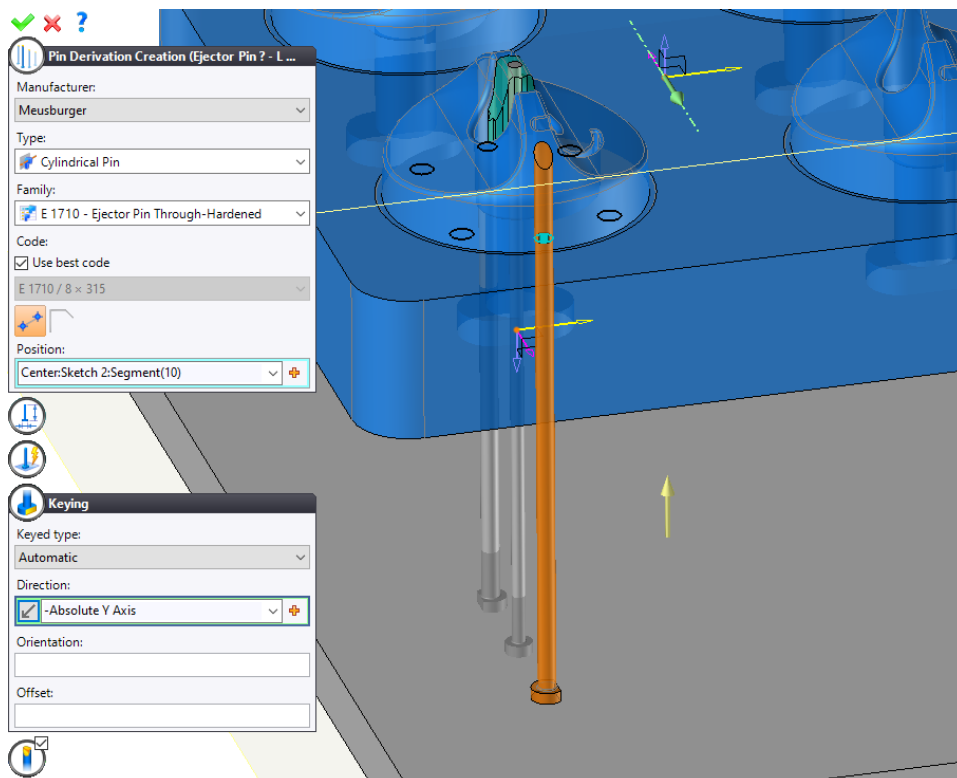 ?
Pin Derivation Creation (Ejector Pin ? - L ...
Manufacturer:
Meusburger
Type:
Cylindrical Pin
Family:
E 1710 - Ejector Pin Through-Hardened
Code:
Use best code
E 1710 / 8 × 315
Position:
Center:Sketch 2:Segment(10)
Keying
Keyed type:
Automatic
Direction:
-Absolute Y Axis
Orientation:
Offset: